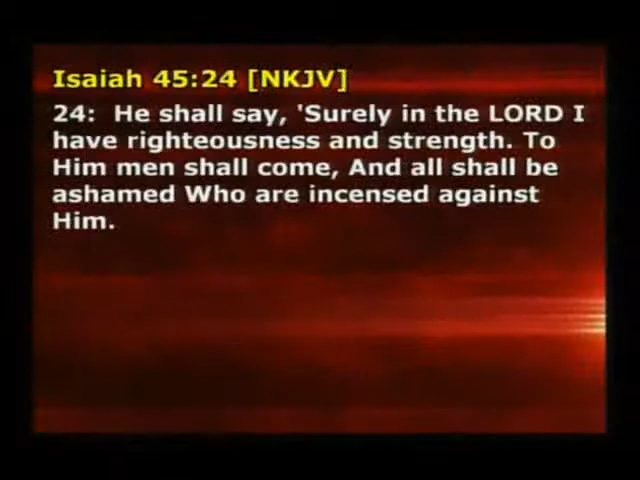 Isaiah 45:24 [NKJV]
24:  He shall say, 'Surely in the LORD I
have righteousness and strength. To
Him men shall come, And all shall be
ashamed Who are incensed against
Him.